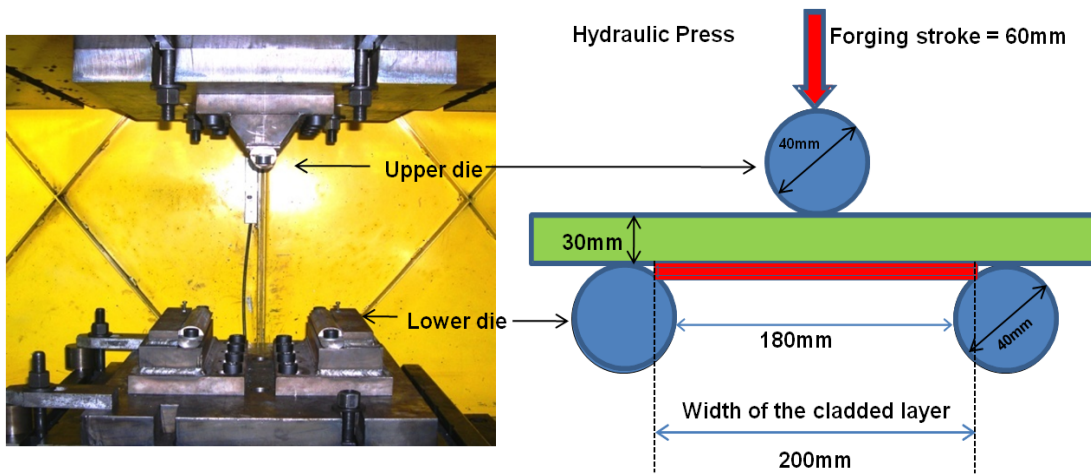 Hydraulic Press
Forging stroke = 60mm
Upper die
40mm
30mm
Lower die
180mm
40mm
Width of the cladded layer
200mm